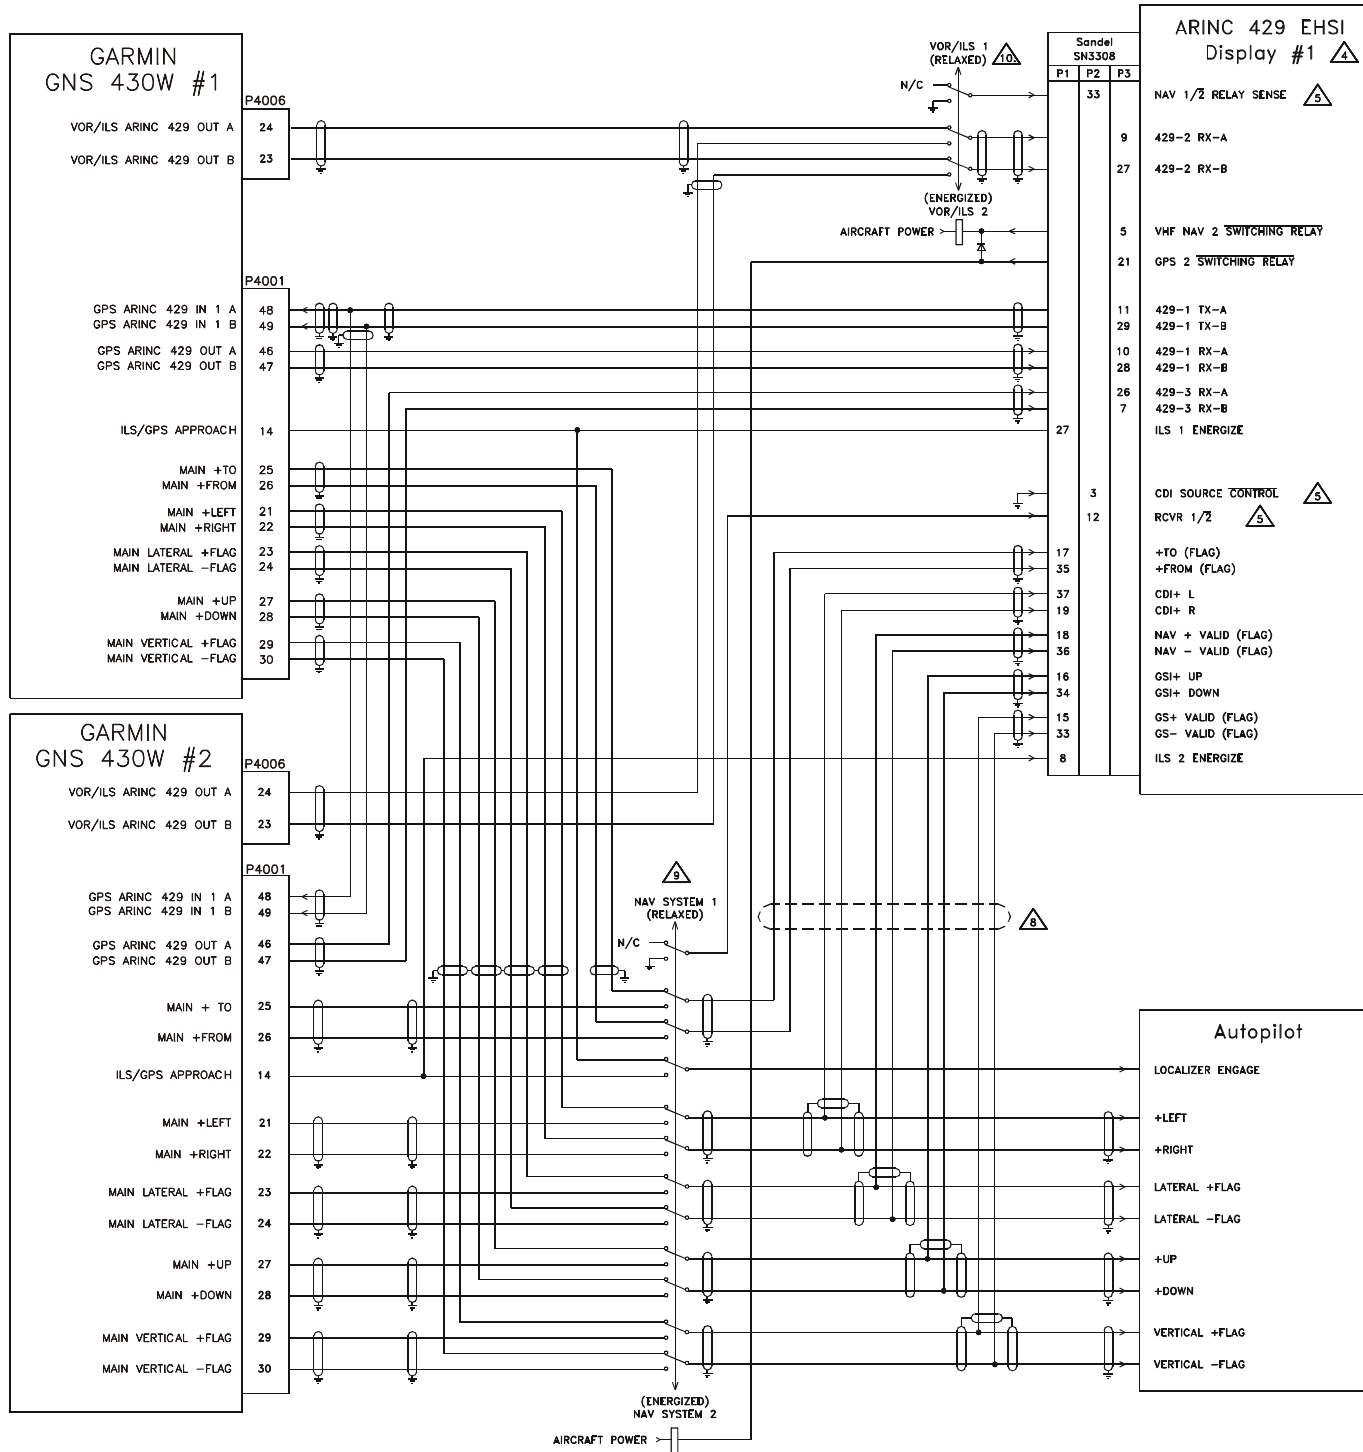 GARMIN
GNS 430W #1
P4006
VOR/ILS ARINC 429 OUT A 24
VOR/ILS ARINC 429 OUT B 23
P4001
GPS ARINC 429 IN 1 A 48
GPS ARINC 429 IN 1 B 49
GPS ARINC 429 OUT A 46
GPS ARINC 429 OUT B 47
ILS/GPS APPROACH 14
MAIN +TO 25
MAIN +FROM 26
MAIN +LEFT 21
MAIN +RIGHT 22
MAIN LATERAL +FLAG 23
MAIN LATERAL -FLAG 24
MAIN +UP 27
MAIN +DOWN 28
MAIN VERTICAL +FLAG 29
MAIN VERTICAL -FLAG 30
GARMIN
GNS 430W #2
P4006
VOR/ILS ARINC 429 OUT A 24
VOR/ILS ARINC 429 OUT B 23
P4001
GPS ARINC 429 IN 1 A 48
GPS ARINC 429 IN 1 B 49
GPS ARINC 429 OUT A 46
GPS ARINC 429 OUT B 47
MAIN + TO 25
MAIN +FROM 26
ILS/GPS APPROACH 14
MAIN +LEFT 21
MAIN +RIGHT 22
MAIN LATERAL +FLAG 23
MAIN LATERAL -FLAG 24
MAIN +UP 27
MAIN +DOWN 28
MAIN VERTICAL +FLAG 29
MAIN VERTICAL -FLAG 30
VOR/ILS 1
(RELAXED) 10.
N/C
(ENERGIZED)
VOR/ILS 2
AIRCRAFT POWER
9
NAV SYSTEM 1
(RELAXED)
N/C
(ENERGIZED)
NAV SYSTEM 2
AIRCRAFT POWER
8
ARINC 429 EHSI
Display #1 4
Sandel
SN3308
P1 P2 P3
33 NAV 1/2 RELAY SENSE 5
9 429-2 RX-A
27 429-2 RX-B
5 VHF NAV 2 SWITCHING RELAY
21 GPS 2 SWITCHING RELAY
11 429-1 TX-A
29 429-1 TX-B
10 429-1 RX-A
28 429-1 RX-B
26 429-3 RX-A
7 429-3 RX-B
27 ILS 1 ENERGIZE
3 CDI SOURCE CONTROL 5
12 RCVR 1/2 5
17 +TO (FLAG)
35 +FROM (FLAG)
37 CDI+ L
19 CDI+ R
18 NAV + VALID (FLAG)
36 NAV - VALID (FLAG)
16 GSI+ UP
34 GSI+ DOWN
15 GS+ VALID (FLAG)
33 GS- VALID (FLAG)
8 ILS 2 ENERGIZE
Autopilot
LOCALIZER ENGAGE
+LEFT
+RIGHT
LATERAL +FLAG
LATERAL -FLAG
+UP
+DOWN
VERTICAL +FLAG
VERTICAL -FLAG